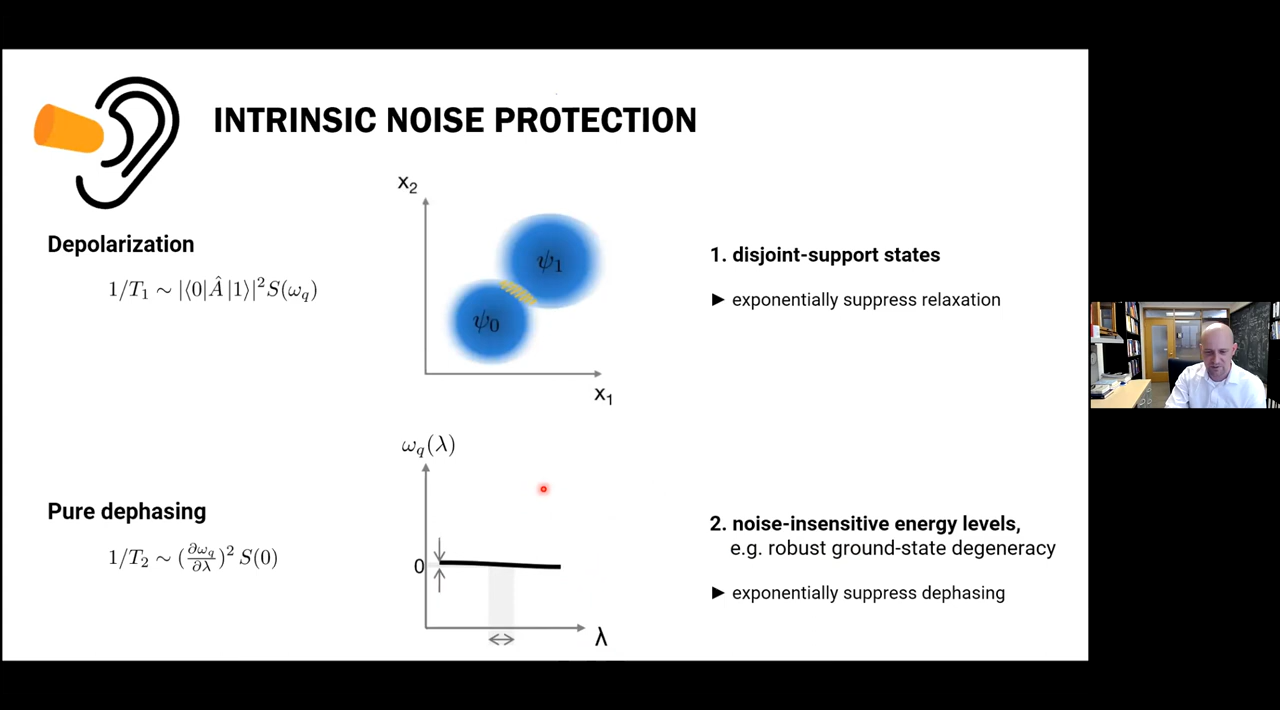 INTRINSIC NOISE PROTECTION
Depolarization
1/T₁ ∼ |⟨0|Â|1⟩|²S(ω_q)
x₂
ψ₁
ψ₀
x₁
1. disjoint-support states
► exponentially suppress relaxation
Pure dephasing
1/T₂ ∼ (∂ω_q/∂λ)² S(0)
ω_q(λ)
0
λ
2. noise-insensitive energy levels,
e.g. robust ground-state degeneracy
► exponentially suppress dephasing